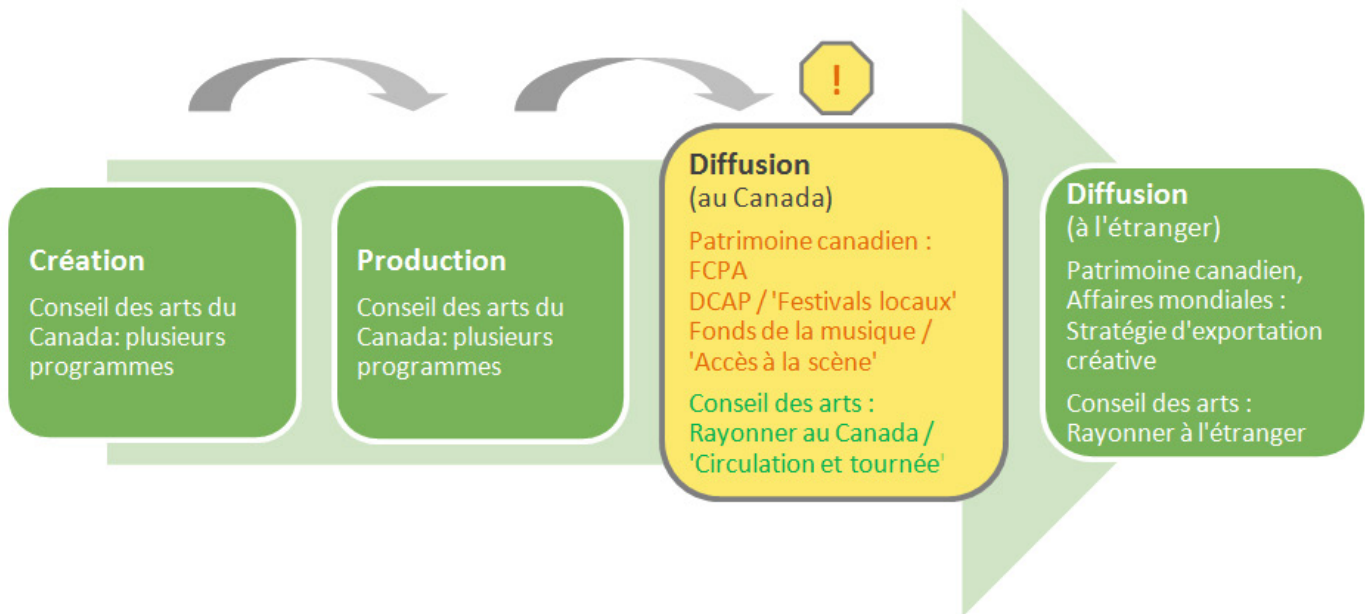 !
Création
Conseil des arts du
Canada: plusieurs
programmes
Production
Conseil des arts du
Canada: plusieurs
programmes
Diffusion
(au Canada)
Patrimoine canadien :
FCPA
DCAP / 'Festivals locaux'
Fonds de la musique /
'Accès à la scène'
Conseil des arts :
Rayonner au Canada /
'Circulation et tournée'
Diffusion
(à l'étranger)
Patrimoine canadien,
Affaires mondiales :
Stratégie d'exportation
créative
Conseil des arts :
Rayonner à l'étranger